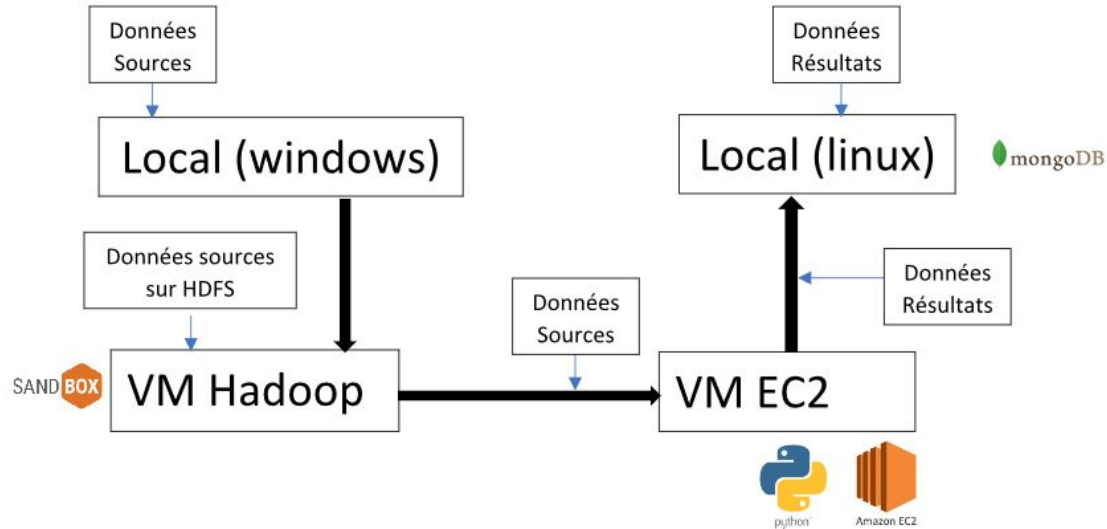 Données
Sources
Données
Résultats
Local (windows)
Local (linux)
mongoDB
Données sources
sur HDFS
Données
Sources
Données
Résultats
SANDBOX
VM Hadoop
VM EC2
python
Amazon EC2